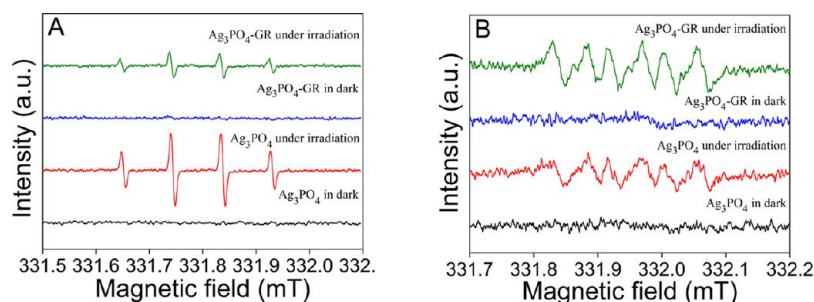 A
Ag₃PO₄-GR under irradiation
Ag₃PO₄-GR in dark
Ag₃PO₄ under irradiation
Ag₃PO₄ in dark
Intensity (a.u.)
331.5 331.6 331.7 331.8 331.9 332.0 332.
Magnetic field (mT)
B
Ag₃PO₄-GR under irradiation
Ag₃PO₄-GR in dark
Ag₃PO₄ under irradiation
Ag₃PO₄ in dark
Intensity (a.u.)
331.7 331.8 331.9 332.0 332.1 332.2
Magnetic field (mT)